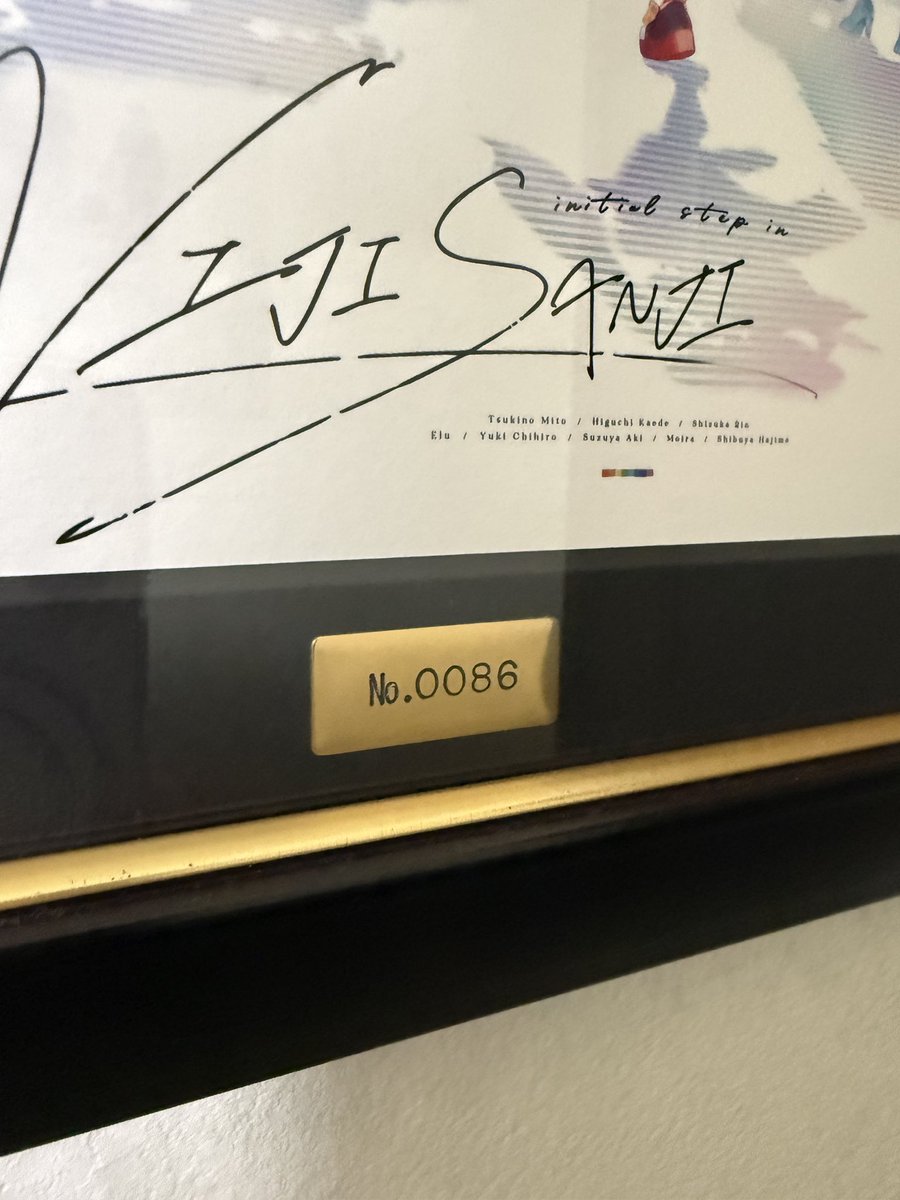 initial step in
NIJISANJI
Tsukino Mito / Higuchi Kaede / Shizuka Rin
Elu / Yuki Chihiro / Suzuya Aki / Moira / Shibuya Hajime
No.0086